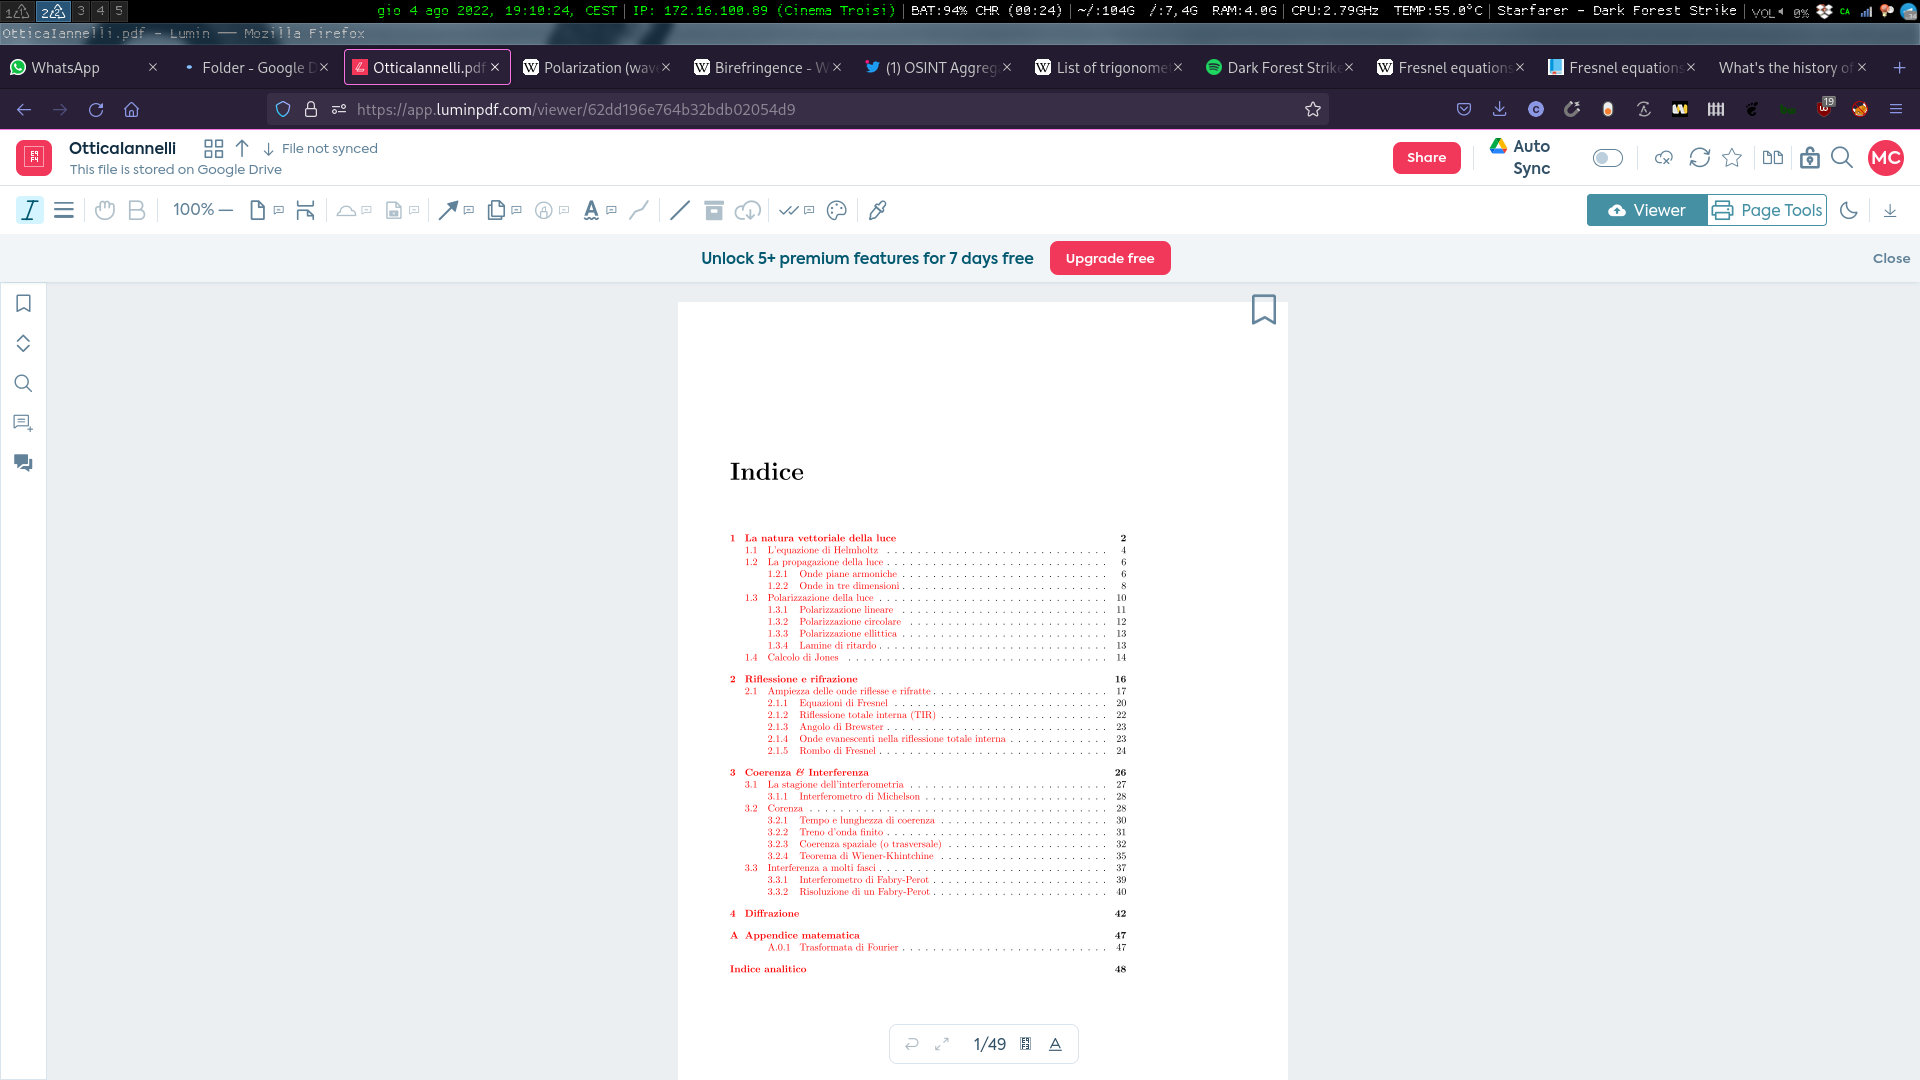 1 2 3 4 5 gio 4 ago 2022, 19:10:24, CEST IP: 172.16.100.89 (Cinema Troisi) BAT:94% CHR (00:24) ~/:104G /:7,4G RAM:4.0G CPU:2.79GHz TEMP:55.0°C Starfarer - Dark Forest Strike VOL 0% CA
OtticaIannelli.pdf - Lumin — Mozilla Firefox
WhatsApp Folder - Google D OtticaIannelli.pdf Polarization (wave Birefringence - W (1) OSINT Aggreg List of trigonome Dark Forest Strike Fresnel equations Fresnel equations What's the history of
https://app.luminpdf.com/viewer/62dd196e764b32bdb02054d9 19
OtticaIannelli File not synced
This file is stored on Google Drive
Share
Auto Sync
MC
100%
Viewer Page Tools
Unlock 5+ premium features for 7 days free Upgrade free Close
Indice
1 La natura vettoriale della luce 2
1.1 L'equazione di Helmholtz 4
1.2 La propagazione della luce 6
1.2.1 Onde piane armoniche 6
1.2.2 Onde in tre dimensioni 8
1.3 Polarizzazione della luce 10
1.3.1 Polarizzazione lineare 11
1.3.2 Polarizzazione circolare 12
1.3.3 Polarizzazione ellittica 13
1.3.4 Lamine di ritardo 13
1.4 Calcolo di Jones 14
2 Riflessione e rifrazione 16
2.1 Ampiezza delle onde riflesse e rifratte 17
2.1.1 Equazioni di Fresnel 20
2.1.2 Riflessione totale interna (TIR) 22
2.1.3 Angolo di Brewster 23
2.1.4 Onde evanescenti nella riflessione totale interna 23
2.1.5 Rombo di Fresnel 24
3 Coerenza & Interferenza 26
3.1 La stagione dell'interferometria 27
3.1.1 Interferometro di Michelson 28
3.2 Corenza 28
3.2.1 Tempo e lunghezza di coerenza 30
3.2.2 Treno d'onda finito 31
3.2.3 Coerenza spaziale (o trasversale) 32
3.2.4 Teorema di Wiener-Khintchine 35
3.3 Interferenza a molti fasci 37
3.3.1 Interferometro di Fabry-Perot 39
3.3.2 Risoluzione di un Fabry-Perot 40
4 Diffrazione 42
A Appendice matematica 47
A.0.1 Trasformata di Fourier 47
Indice analitico 48
1/49